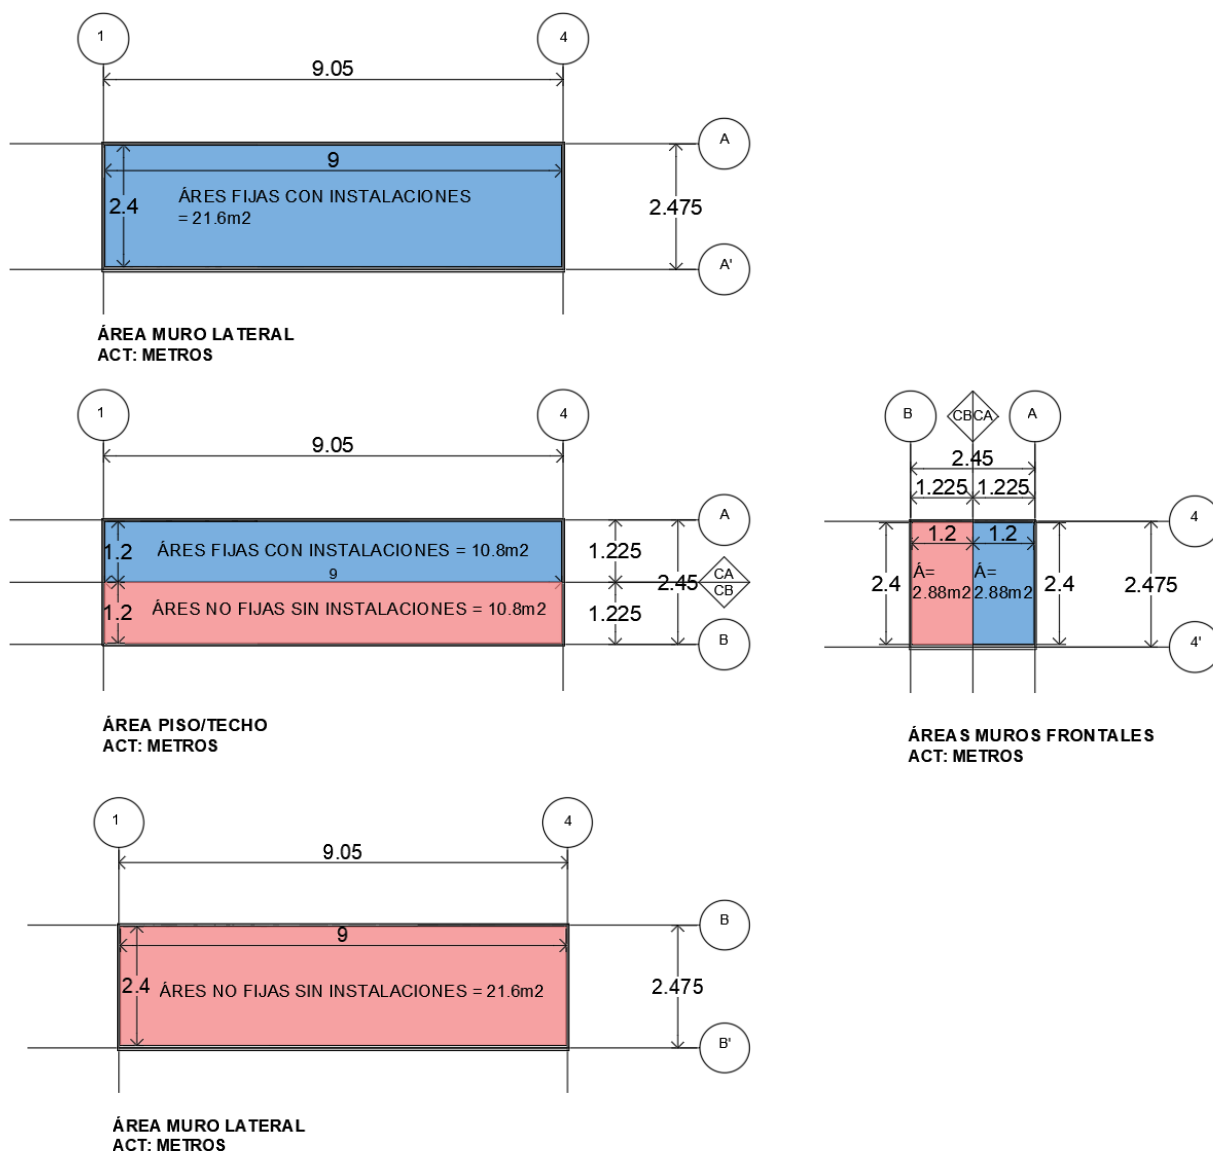 1
4
9.05
A
9
2.4
ÁRES FIJAS CON INSTALACIONES
= 21.6m2
2.475
A'
ÁREA MURO LATERAL
ACT: METROS
1
4
9.05
A
1.2
ÁRES FIJAS CON INSTALACIONES = 10.8m2
1.225
9
2.45
CA
CB
1.2
ÁRES NO FIJAS SIN INSTALACIONES = 10.8m2
1.225
B
ÁREA PISO/TECHO
ACT: METROS
B
CBCA
A
2.45
1.225
1.225
4
1.2
1.2
2.4
Á=
2.88m2
Á=
2.88m2
2.4
2.475
4'
ÁREAS MUROS FRONTALES
ACT: METROS
1
4
9.05
B
9
2.4
ÁRES NO FIJAS SIN INSTALACIONES = 21.6m2
2.475
B'
ÁREA MURO LATERAL
ACT: METROS